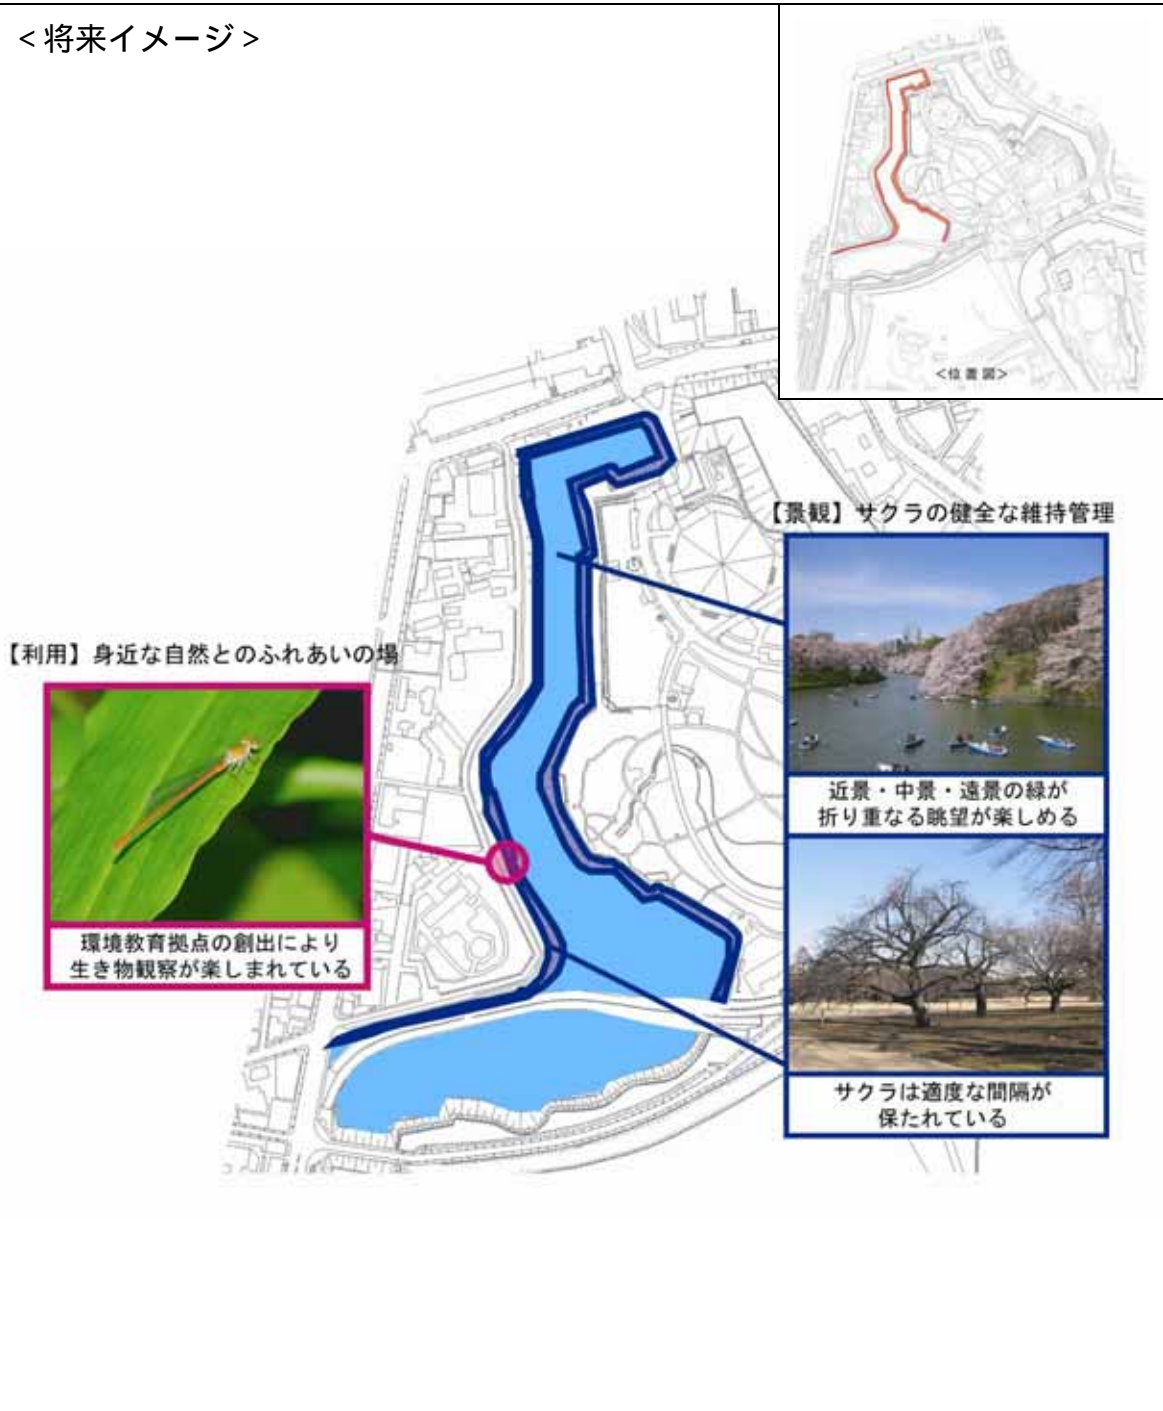 <将来イメージ>
<位置図>
【景観】サクラの健全な維持管理
近景・中景・遠景の緑が
折り重なる眺望が楽しめる
サクラは適度な間隔が
保たれている
【利用】身近な自然とのふれあいの場
環境教育拠点の創出により
生き物観察が楽しまれている